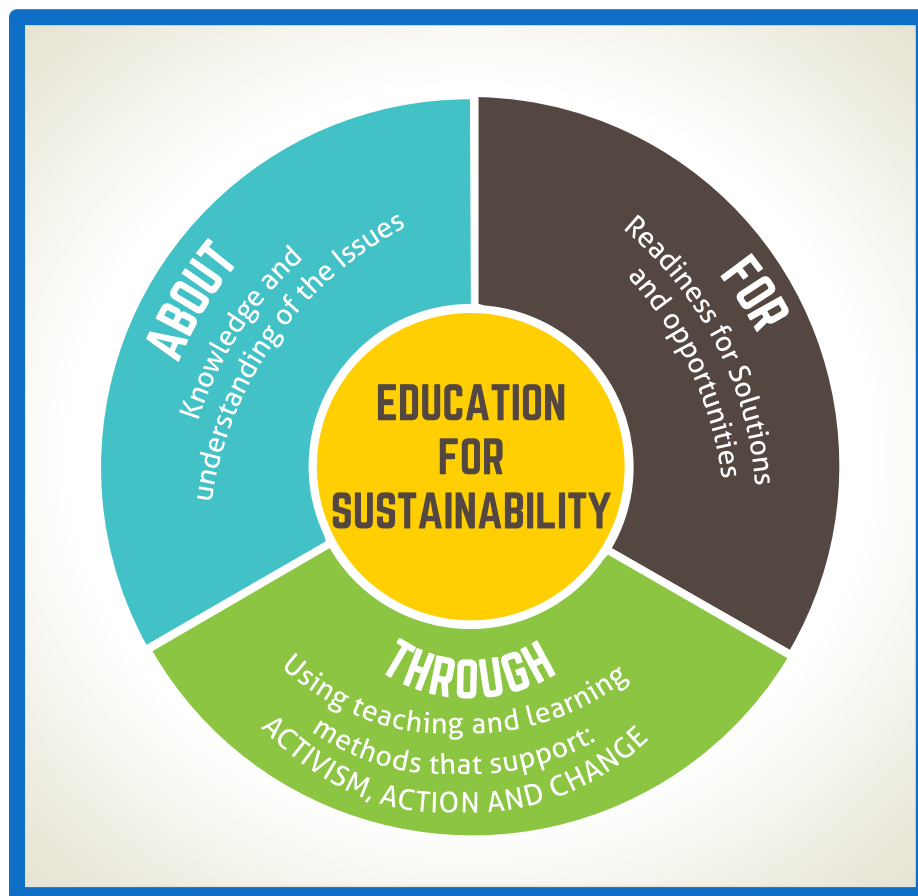 ABOUT
Knowledge and
understanding of the Issues
FOR
Readiness for Solutions
and opportunities
EDUCATION
FOR
SUSTAINABILITY
THROUGH
Using teaching and learning
methods that support:
ACTIVISM, ACTION AND CHANGE